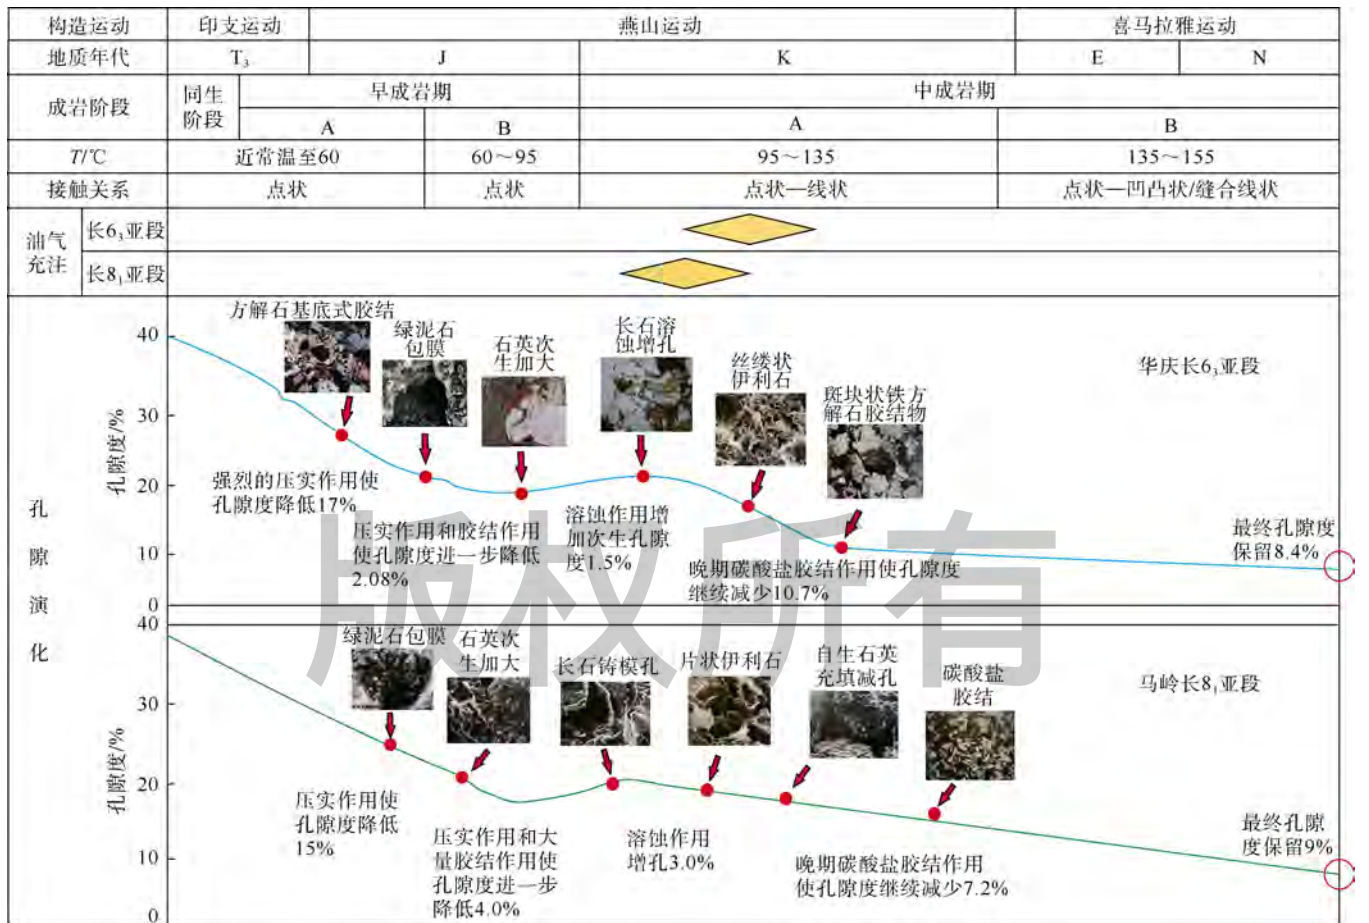 构造运动 印支运动 燕山运动 喜马拉雅运动
地质年代 T₃ J K E N
成岩阶段 同生 早成岩期 中成岩期
阶段 A B A B
T/℃ 近常温至60 60～95 95～135 135～155
接触关系 点状 点状 点状—线状 点状—凹凸状/缝合线状
油气
充注
长6₃亚段
长8₁亚段
孔
隙
演
化
孔隙度/%
40
30
20
10
0
方解石基底式胶结
绿泥石
包膜
石英次
生加大
长石溶
蚀增孔
丝缕状
伊利石
斑块状铁方
解石胶结物
华庆长6₃亚段
强烈的压实作用使
孔隙度降低17%
压实作用和胶结作用
使孔隙度进一步降低
2.08%
溶蚀作用增
加次生孔隙
度1.5%
晚期碳酸盐胶结作用使孔隙度
继续减少10.7%
最终孔隙度
保留8.4%
版权所有
孔隙度/%
40
30
20
10
0
绿泥石包膜
石英次
生加大
长石铸模孔
片状伊利石
自生石英
充填减孔
碳酸盐
胶结
马岭长8₁亚段
压实作用使
孔隙度降低
15%
压实作用和大
量胶结作用使
孔隙度进一步
降低4.0%
溶蚀作用
增孔3.0%
晚期碳酸盐胶结作用
使孔隙度继续减少7.2%
最终孔隙
度保留9%